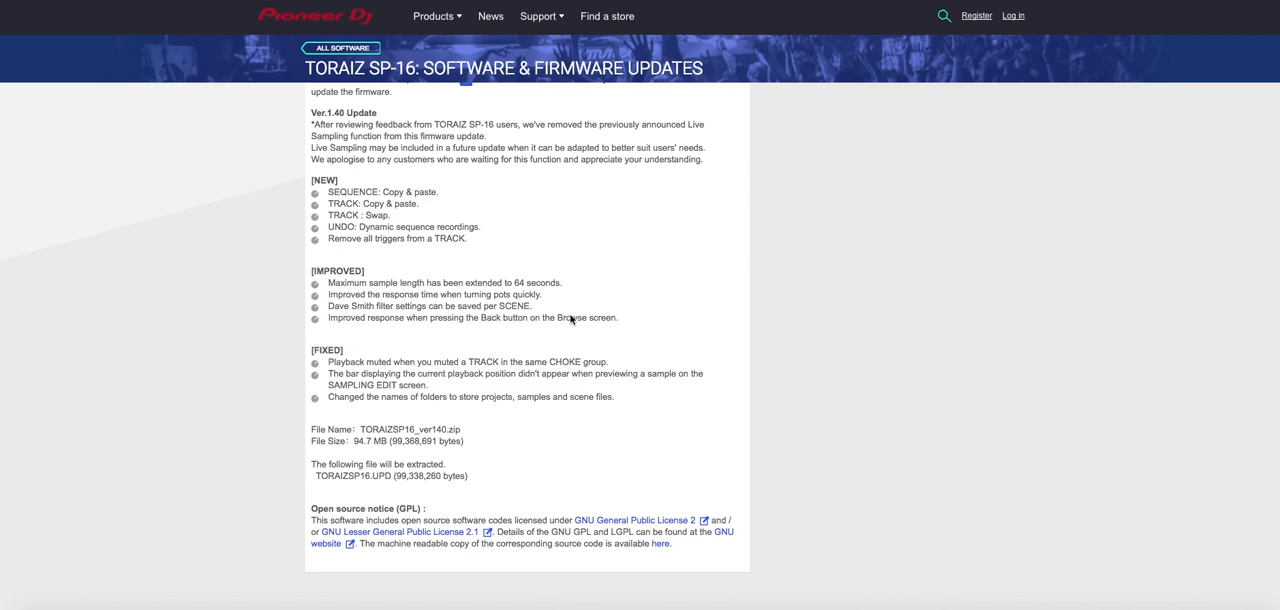 Pioneer Dj
Products
News
Support
Find a store
Register
Log in
ALL SOFTWARE
TORAIZ SP-16: SOFTWARE & FIRMWARE UPDATES
update the firmware.
Ver.1.40 Update
*After reviewing feedback from TORAIZ SP-16 users, we've removed the previously announced Live
Sampling function from this firmware update.
Live Sampling may be included in a future update when it can be adapted to better suit users' needs.
We apologise to any customers who are waiting for this function and appreciate your understanding.
[NEW]
SEQUENCE: Copy & paste.
TRACK: Copy & paste.
TRACK : Swap.
UNDO: Dynamic sequence recordings.
Remove all triggers from a TRACK.
[IMPROVED]
Maximum sample length has been extended to 64 seconds.
Improved the response time when turning pots quickly.
Dave Smith filter settings can be saved per SCENE.
Improved response when pressing the Back button on the Browse screen.
[FIXED]
Playback muted when you muted a TRACK in the same CHOKE group.
The bar displaying the current playback position didn't appear when previewing a sample on the
SAMPLING EDIT screen.
Changed the names of folders to store projects, samples and scene files.
File Name: TORAIZSP16_ver140.zip
File Size: 94.7 MB (99,368,691 bytes)
The following file will be extracted.
TORAIZSP16.UPD (99,338,260 bytes)
Open source notice (GPL) :
This software includes open source software codes licensed under GNU General Public License 2 and /
or GNU Lesser General Public License 2.1 . Details of the GNU GPL and LGPL can be found at the GNU
website . The machine readable copy of the corresponding source code is available here.